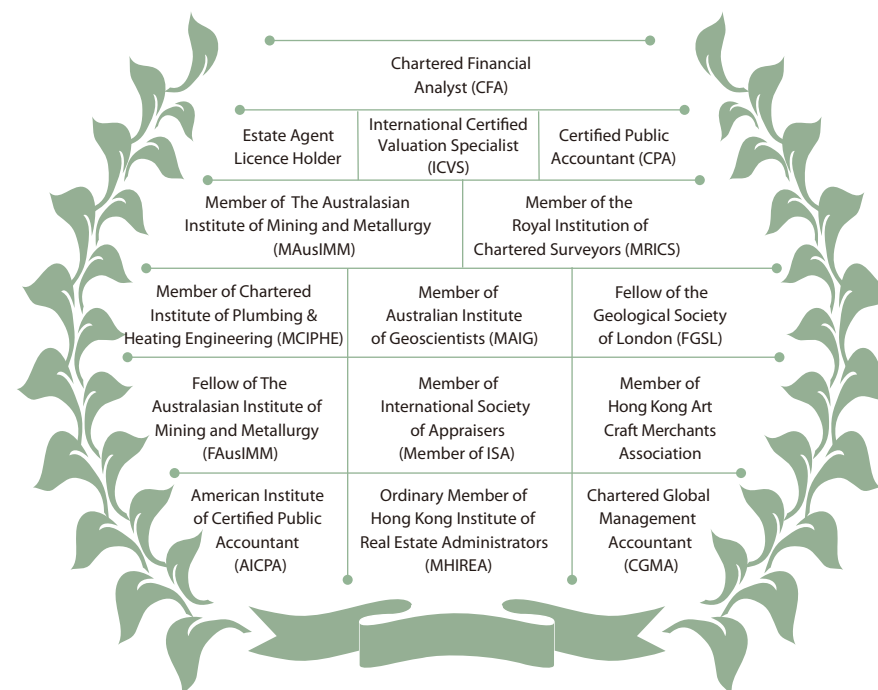 Chartered Financial
Analyst (CFA)
Estate Agent
Licence Holder
International Certified
Valuation Specialist
(ICVS)
Certified Public
Accountant (CPA)
Member of The Australasian
Institute of Mining and Metallurgy
(MAusIMM)
Member of the
Royal Institution of
Chartered Surveyors (MRICS)
Member of Chartered
Institute of Plumbing &
Heating Engineering (MCIPHE)
Member of
Australian Institute
of Geoscientists (MAIG)
Fellow of the
Geological Society
of London (FGSL)
Fellow of The
Australasian Institute of
Mining and Metallurgy
(FAusIMM)
Member of
International Society
of Appraisers
(Member of ISA)
Member of
Hong Kong Art
Craft Merchants
Association
American Institute
of Certified Public
Accountant
(AICPA)
Ordinary Member of
Hong Kong Institute of
Real Estate Administrators
(MHIREA)
Chartered Global
Management
Accountant
(CGMA)